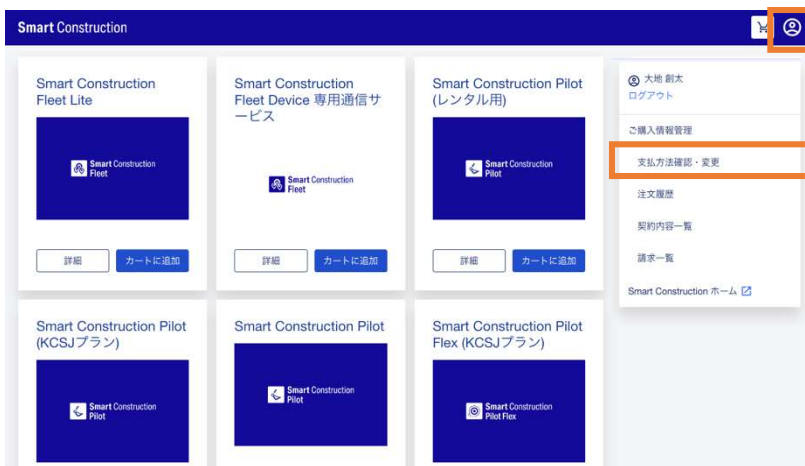 Smart Construction
Smart Construction
Fleet Lite
Smart Construction
Fleet
詳細
カートに追加
Smart Construction
Fleet Device 専用通信サ
ービス
Smart Construction
Fleet
詳細
カートに追加
Smart Construction Pilot
(レンタル用)
Smart Construction
Pilot
詳細
カートに追加
大地 創太
ログアウト
ご購入情報管理
支払方法確認・変更
注文履歴
契約内容一覧
請求一覧
Smart Construction ホーム
Smart Construction Pilot
(KCSJプラン)
Smart Construction
Pilot
Smart Construction Pilot
Smart Construction
Pilot
Smart Construction Pilot
Flex (KCSJプラン)
Smart Construction
Pilot Flex